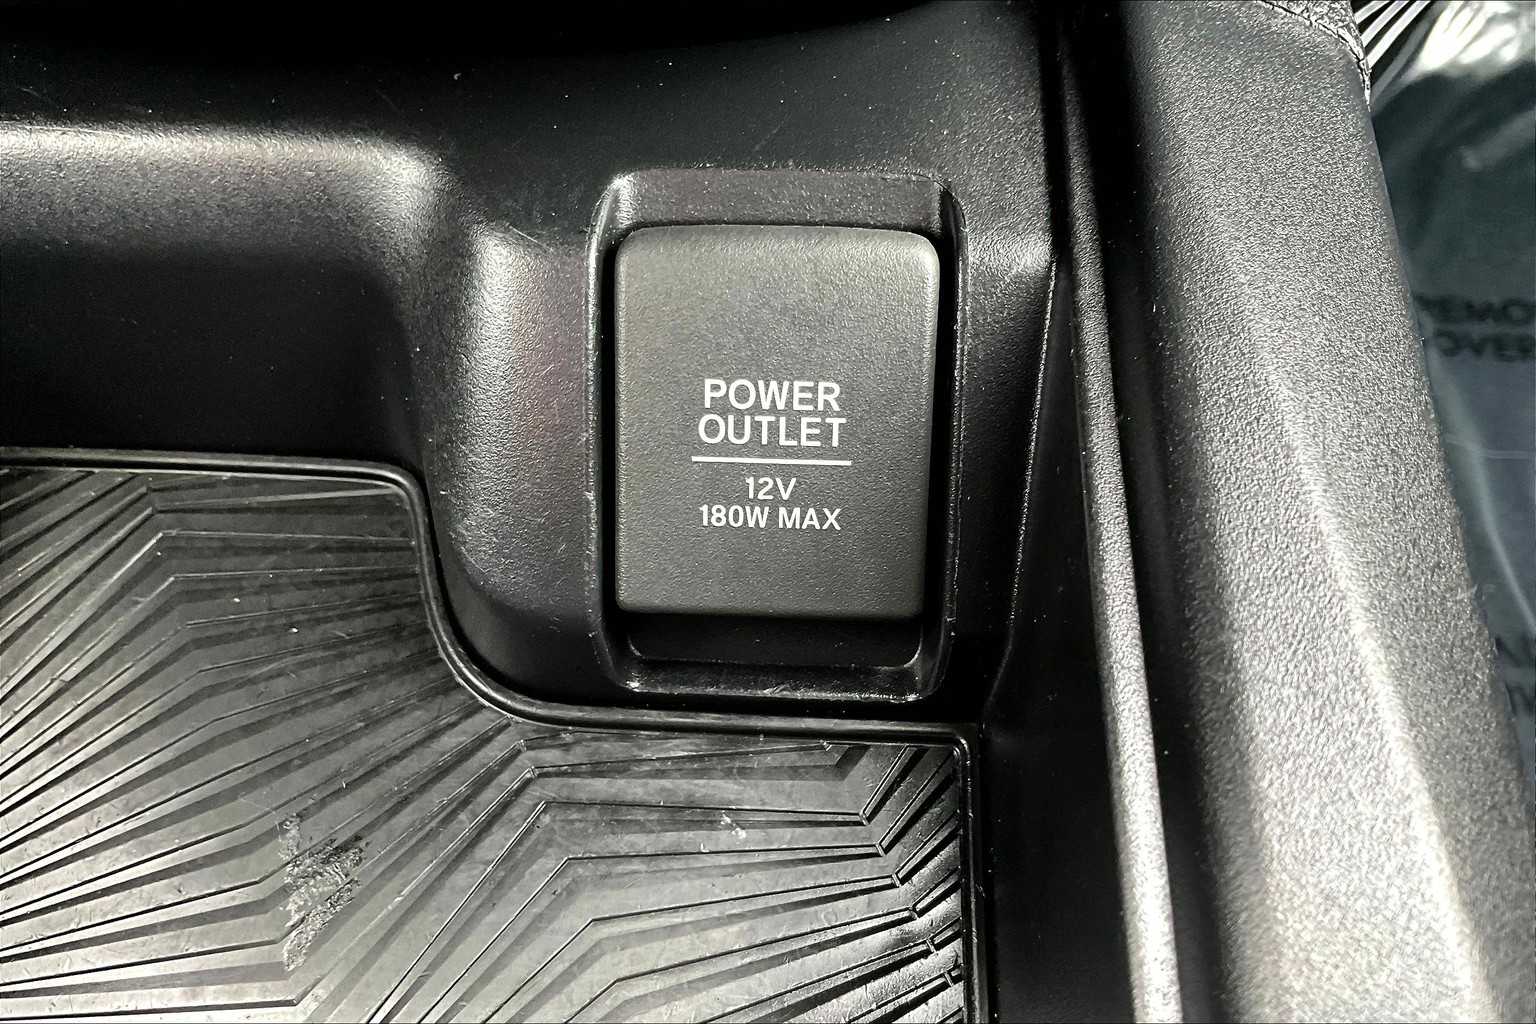 POWER
OUTLET
12V
180W MAX